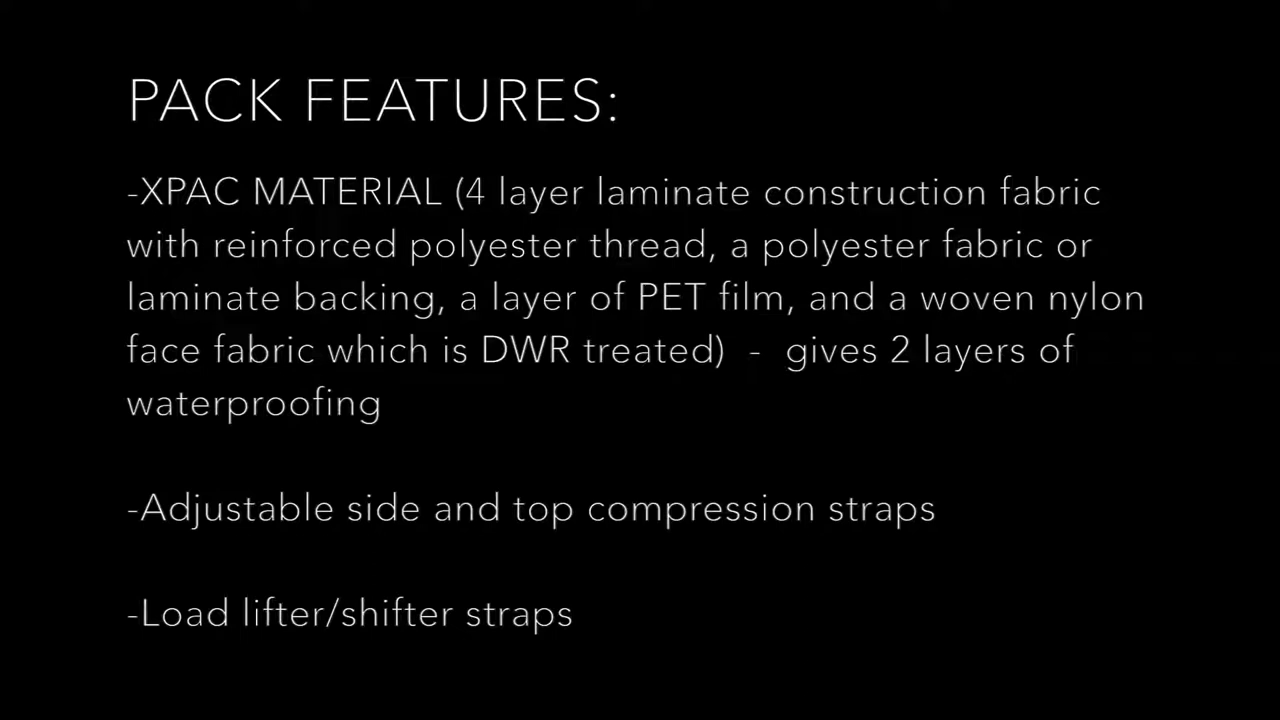 PACK FEATURES:
-XPAC MATERIAL (4 layer laminate construction fabric
with reinforced polyester thread, a polyester fabric or
laminate backing, a layer of PET film, and a woven nylon
face fabric which is DWR treated)  -  gives 2 layers of
waterproofing
-Adjustable side and top compression straps
-Load lifter/shifter straps